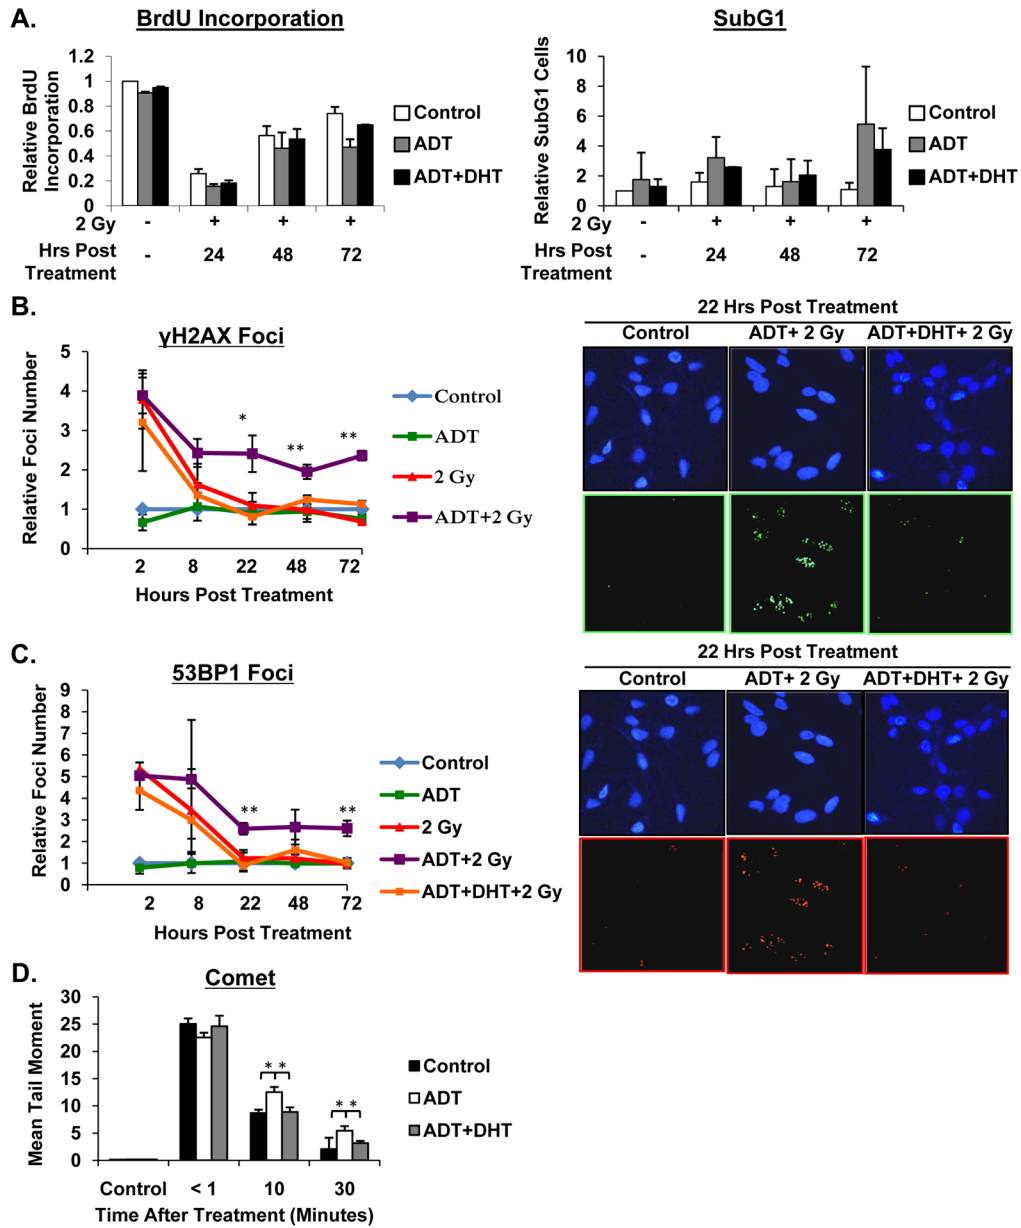 A.
BrdU Incorporation
Relative BrdU
Incorporation
1.2
1
0.8
0.6
0.4
0.2
0
Control
ADT
ADT+DHT
2 Gy - + + +
Hrs Post
Treatment - 24 48 72
SubG1
Relative SubG1 Cells
10
8
6
4
2
0
Control
ADT
ADT+DHT
2 Gy - + + +
Hrs Post
Treatment - 24 48 72
B.
γH2AX Foci
Relative Foci Number
5
4
3
2
1
0
* ** **
2 8 22 48 72
Hours Post Treatment
Control
ADT
2 Gy
ADT+2 Gy
22 Hrs Post Treatment
Control ADT+ 2 Gy ADT+DHT+ 2 Gy
C.
53BP1 Foci
Relative Foci Number
9
8
7
6
5
4
3
2
1
0
** **
2 8 22 48 72
Hours Post Treatment
Control
ADT
2 Gy
ADT+2 Gy
ADT+DHT+2 Gy
22 Hrs Post Treatment
Control ADT+ 2 Gy ADT+DHT+ 2 Gy
D.
Comet
Mean Tail Moment
30
25
20
15
10
5
0
* *
* *
Control < 1 10 30
Time After Treatment (Minutes)
Control
ADT
ADT+DHT